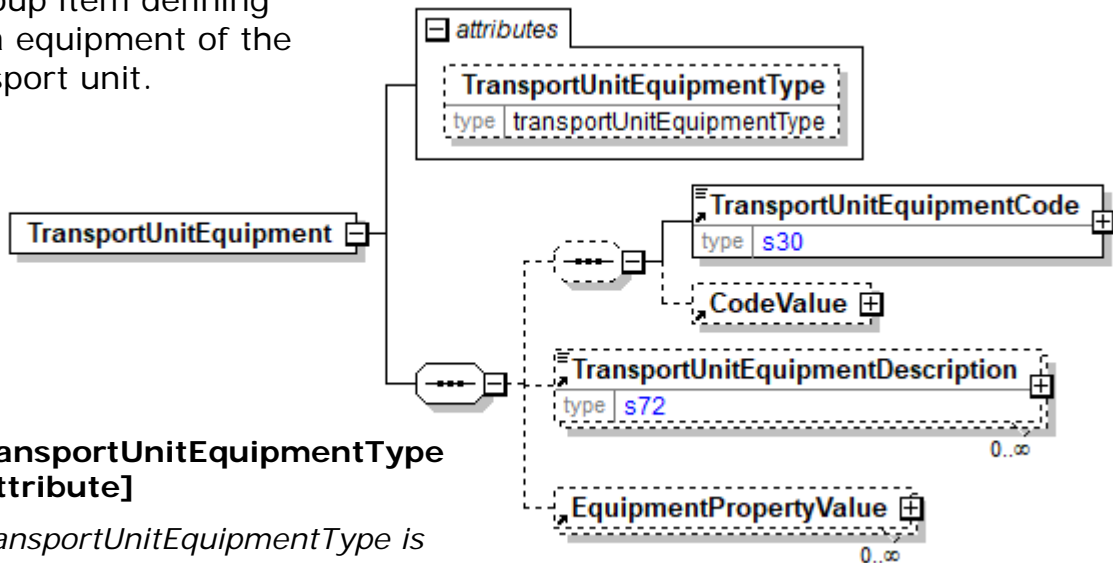 oup item defining
a equipment of the
sport unit.
attributes
TransportUnitEquipmentType
type transportUnitEquipmentType
TransportUnitEquipment
TransportUnitEquipmentCode
type s30
CodeValue
TransportUnitEquipmentDescription
type s72
0..∞
EquipmentPropertyValue
0..∞
ansportUnitEquipmentType
ttribute]
ansportUnitEquipmentType is